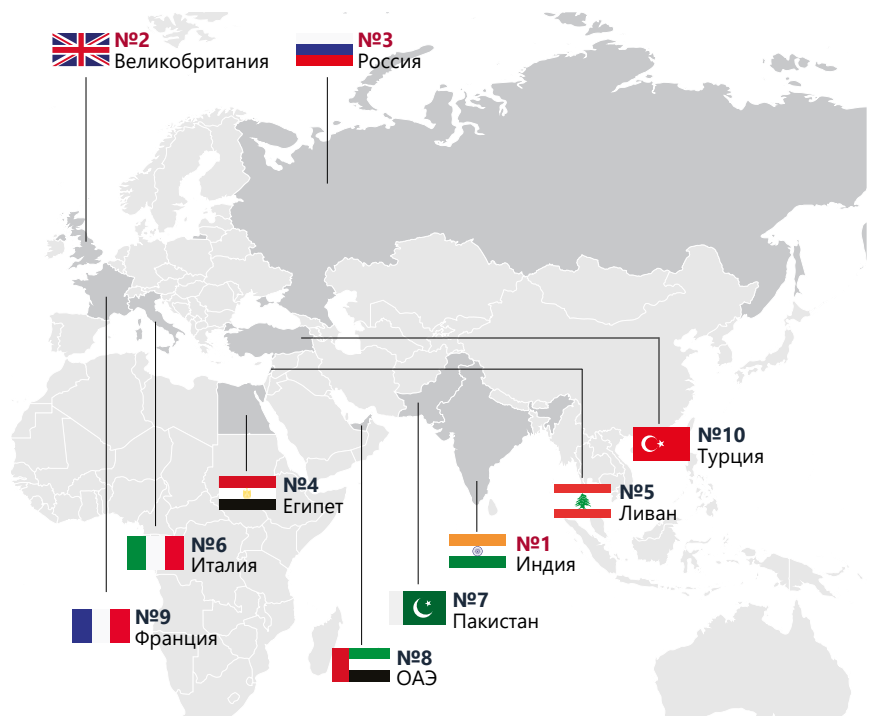 №2
Великобритания
№3
Россия
№10
Турция
№4
Египет
№5
Ливан
№6
Италия
№1
Индия
№7
Пакистан
№9
Франция
№8
ОАЭ